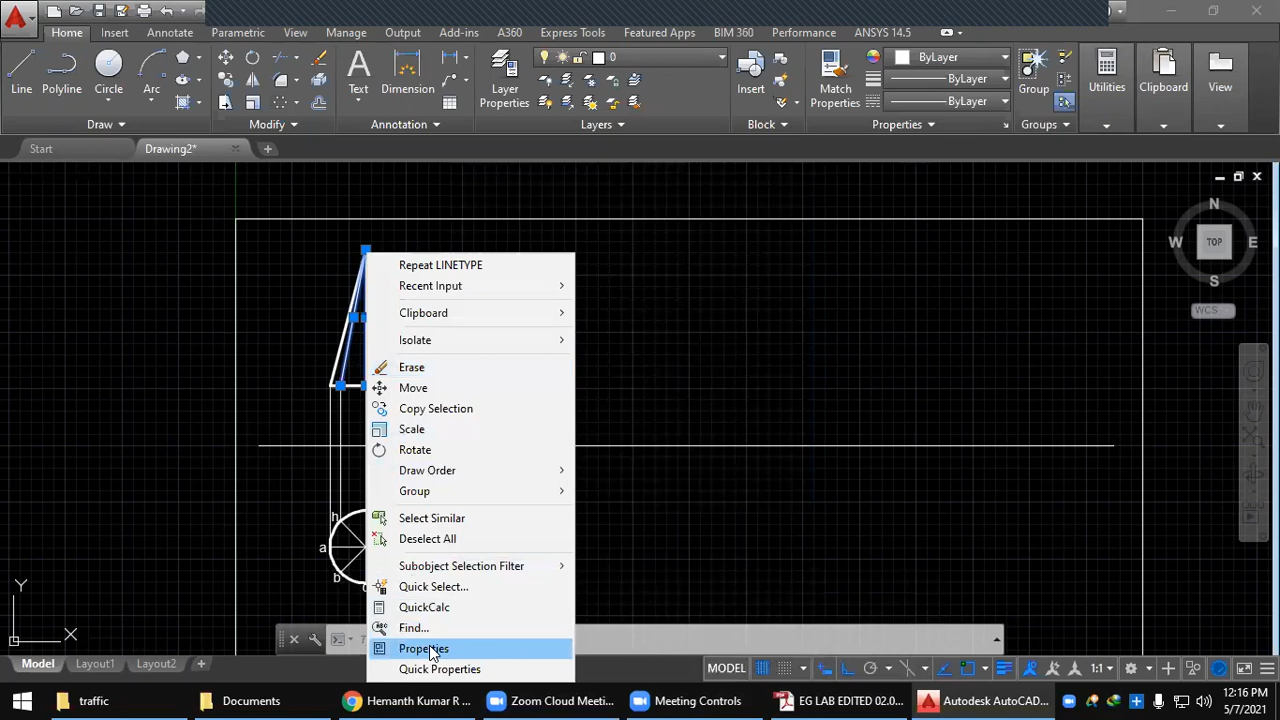 Home Insert Annotate Parametric View Manage Output Add-ins A360 Express Tools Featured Apps BIM 360 Performance ANSYS 14.5
0 ByLayer
ByLayer
ByLayer
Line Polyline Circle Arc Text Dimension Layer Properties Insert Match Properties Group Utilities Clipboard View
Draw Modify Annotation Layers Block Properties Groups
Start Drawing2*
N
W TOP E
S
WCS
Repeat LINETYPE
Recent Input
Clipboard
Isolate
Erase
Move
Copy Selection
Scale
Rotate
Draw Order
Group
Select Similar
Deselect All
Subobject Selection Filter
Quick Select...
QuickCalc
Find...
Properties
Quick Properties
h
a
b
Y
X
Model Layout1 Layout2 MODEL 1:1
traffic Documents Hemanth Kumar R ... Zoom Cloud Meetin... Meeting Controls EG LAB EDITED 02.0... Autodesk AutoCAD... 12:16 PM
5/7/2021